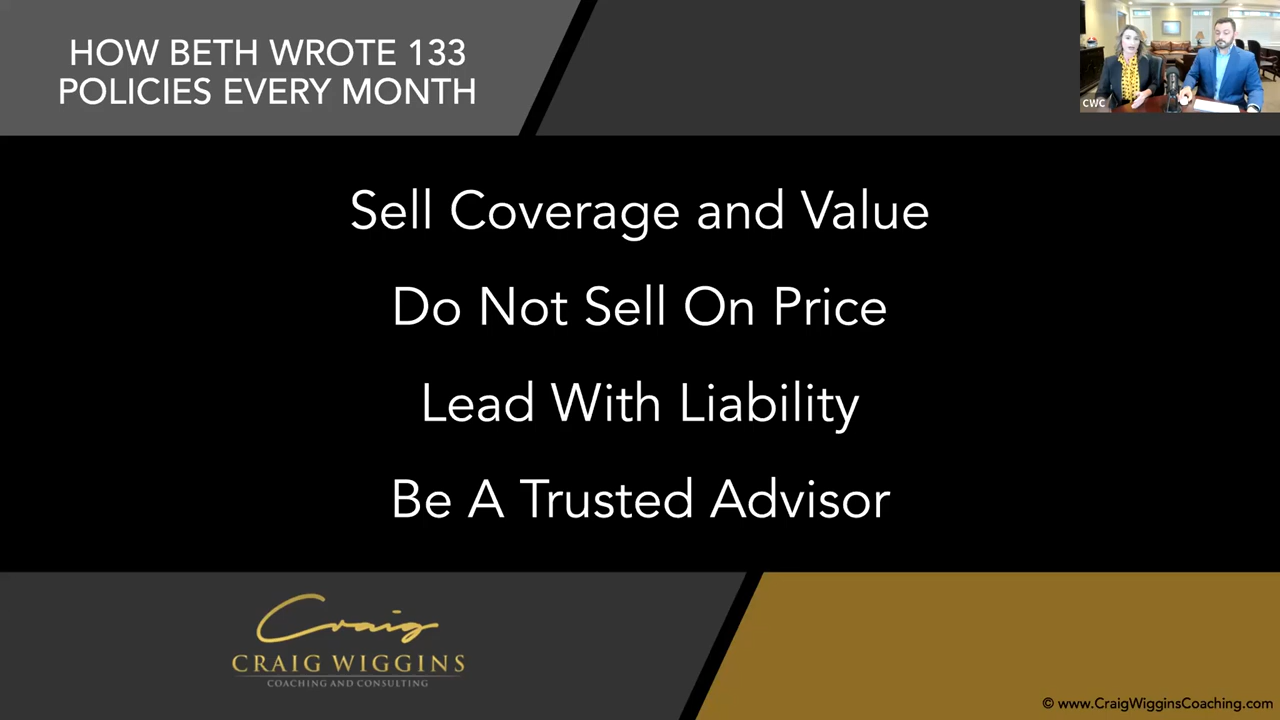 HOW BETH WROTE 133
POLICIES EVERY MONTH
CWC
Sell Coverage and Value
Do Not Sell On Price
Lead With Liability
Be A Trusted Advisor
Craig
CRAIG WIGGINS
COACHING AND CONSULTING
© www.CraigWigginsCoaching.com